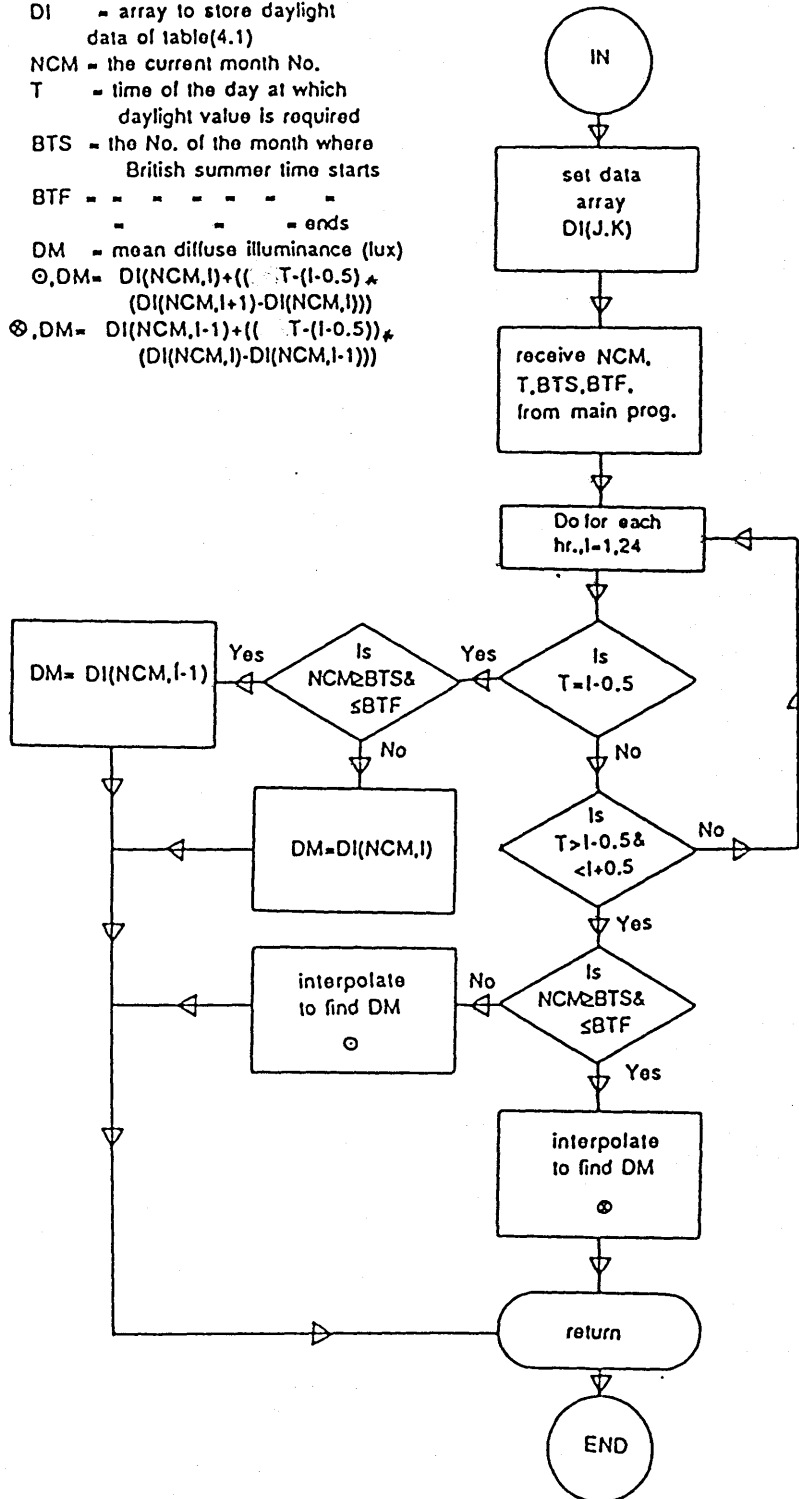 DI = array to store daylight
data of table(4.1)
NCM = the current month No.
T = time of the day at which
daylight value is required
BTS = the No. of the month where
British summer time starts
BTF = " " " " " "
" " " ends
DM = mean diffuse illuminance (lux)
⊙,DM= DI(NCM,I)+(( T-(I-0.5)*
(DI(NCM,I+1)-DI(NCM,I)))
⊗,DM= DI(NCM,I-1)+(( T-(I-0.5))*
(DI(NCM,I)-DI(NCM,I-1)))
IN
set data
array
DI(J.K)
receive NCM,
T,BTS,BTF,
from main prog.
Do for each
hr.,I=1,24
Is
T=I-0.5
Yes
No
Is
NCM≥BTS&
≤BTF
Yes
No
DM= DI(NCM,I-1)
DM=DI(NCM,I)
Is
T>I-0.5&
<I+0.5
No
Yes
Is
NCM≥BTS&
≤BTF
No
Yes
interpolate
to find DM
⊙
interpolate
to find DM
⊗
return
END